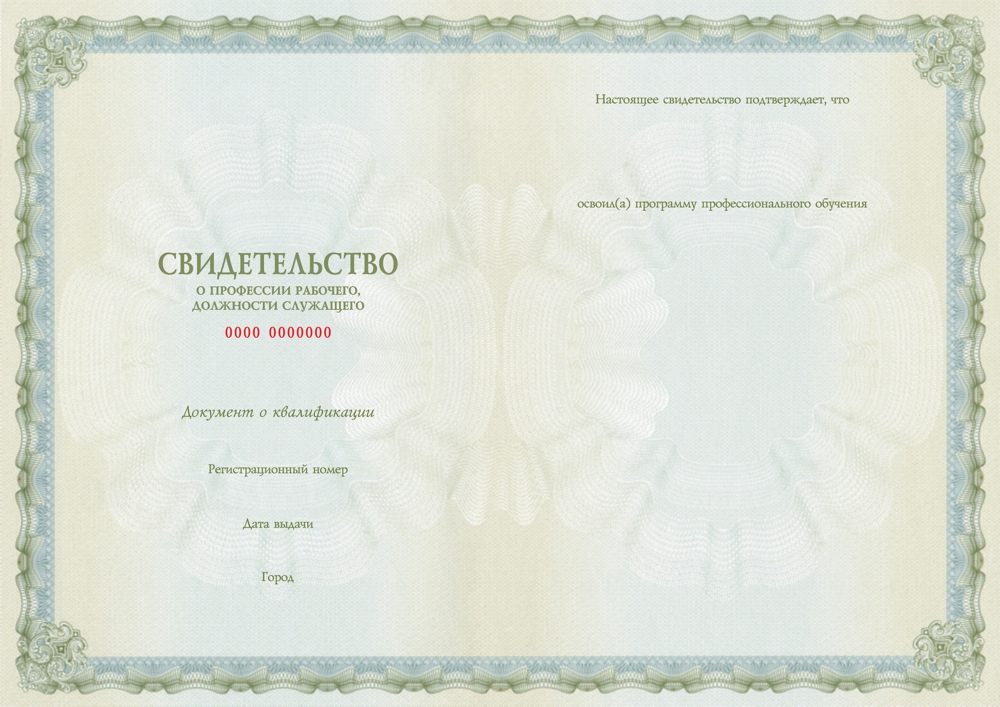 СВИДЕТЕЛЬСТВО
О ПРОФЕССИИ РАБОЧЕГО,
ДОЛЖНОСТИ СЛУЖАЩЕГО
0000 0000000
Документ о квалификации
Регистрационный номер
Дата выдачи
Город
Настоящее свидетельство подтверждает, что
освоил(а) программу профессионального обучения